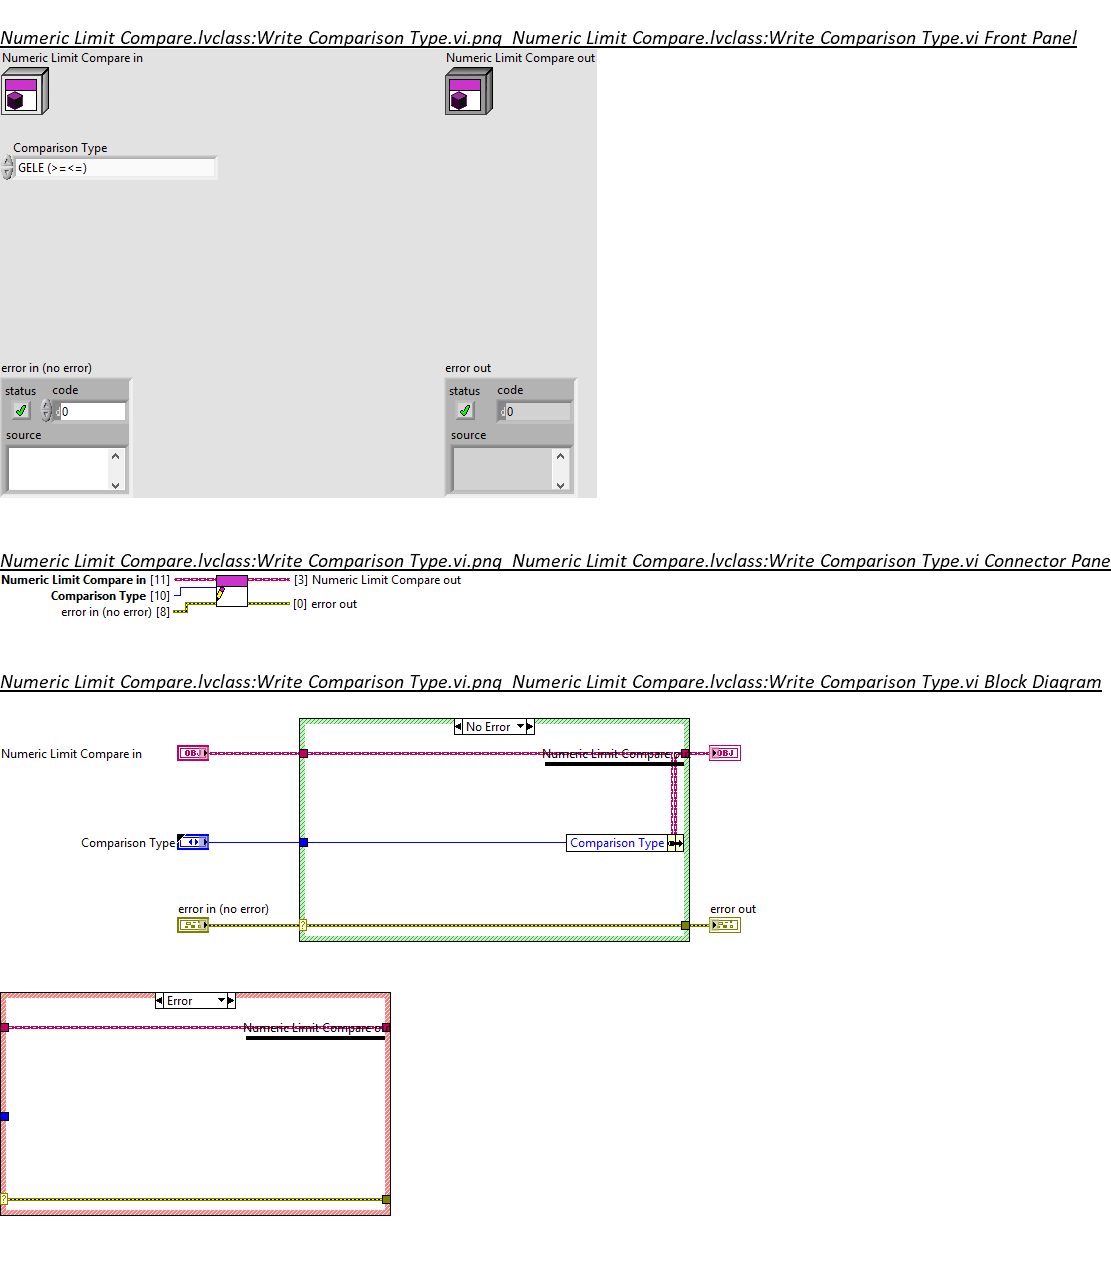 Numeric Limit Compare.lvclass:Write Comparison Type.vi.png  Numeric Limit Compare.lvclass:Write Comparison Type.vi Front Panel
Numeric Limit Compare in
Numeric Limit Compare out
Comparison Type
GELE (>=<=)
error in (no error)
error out
status code
status code
d 0
d 0
source
source
Numeric Limit Compare.lvclass:Write Comparison Type.vi.png  Numeric Limit Compare.lvclass:Write Comparison Type.vi Connector Pane
Numeric Limit Compare in [11]
[3] Numeric Limit Compare out
Comparison Type [10]
[0] error out
error in (no error) [8]
Numeric Limit Compare.lvclass:Write Comparison Type.vi.png  Numeric Limit Compare.lvclass:Write Comparison Type.vi Block Diagram
No Error
Numeric Limit Compare in
OBJ
Numeric Limit Compare o
OBJ
Comparison Type
Comparison Type
error in (no error)
error out
?
Error
Numeric Limit Compare ou
?